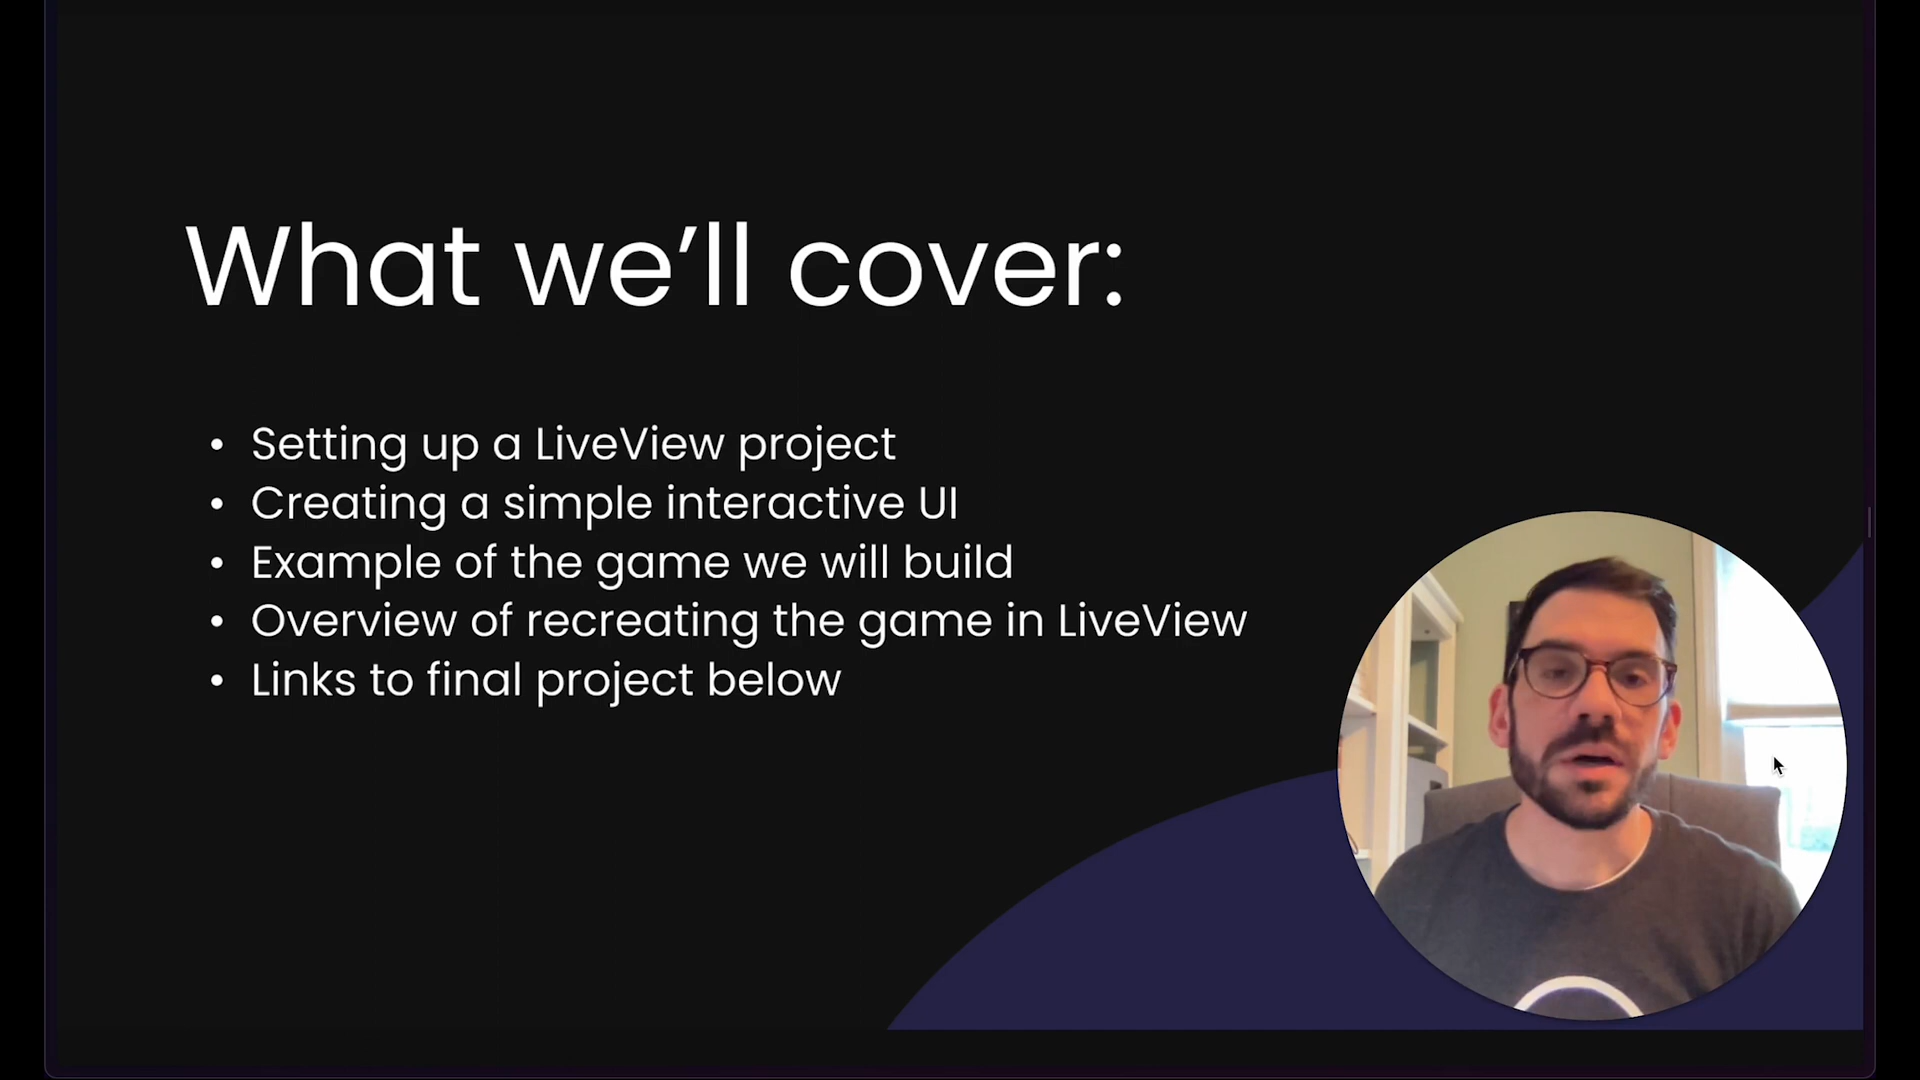 What we’ll cover:
• Setting up a LiveView project
• Creating a simple interactive UI
• Example of the game we will build
• Overview of recreating the game in LiveView
• Links to final project below